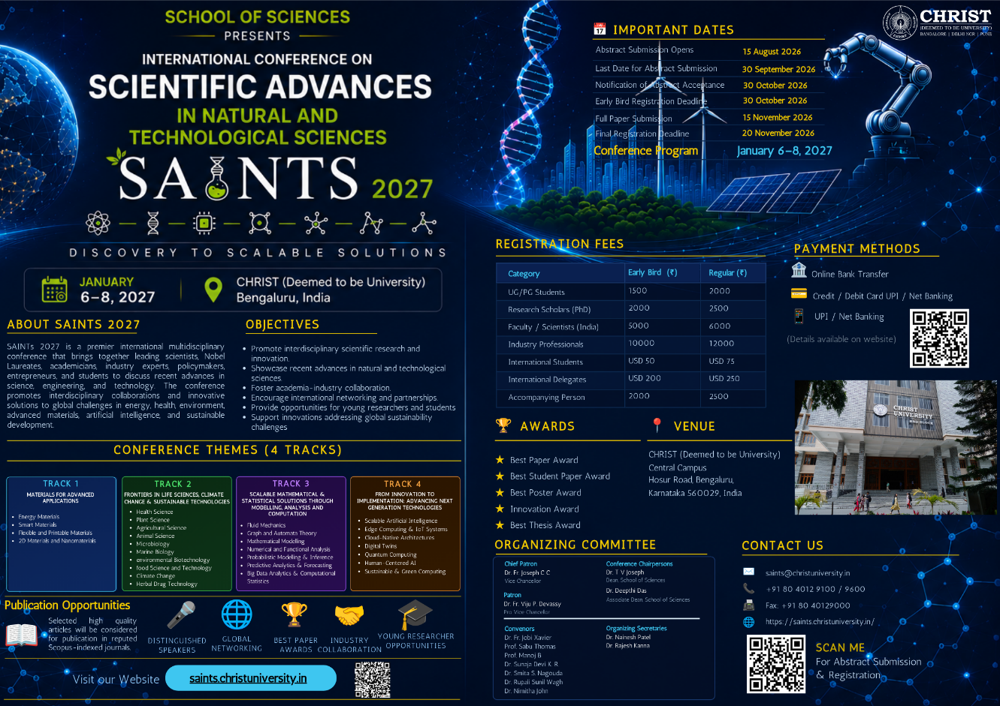 SCHOOL OF SCIENCES
PRESENTS
INTERNATIONAL CONFERENCE ON
SCIENTIFIC ADVANCES
IN NATURAL AND
TECHNOLOGICAL SCIENCES
SAINTS 2027
DISCOVERY TO SCALABLE SOLUTIONS
JANUARY
6–8, 2027
CHRIST (Deemed to be University)
Bengaluru, India
ABOUT SAINTS 2027
SAINTs 2027 is a premier international multidisciplinary
conference that brings together leading scientists, Nobel
Laureates, academicians, industry experts, policymakers,
entrepreneurs, and students to discuss recent advances in
science, engineering, and technology. The conference
promotes interdisciplinary collaborations and innovative
solutions to global challenges in energy, health, environment,
advanced materials, artificial intelligence, and sustainable
development.
OBJECTIVES
• Promote interdisciplinary scientific research and
innovation.
• Showcase recent advances in natural and technological
sciences.
• Foster academia-industry collaboration.
• Encourage international networking and partnerships.
• Provide opportunities for young researchers and students
• Support innovations addressing global sustainability
challenges
CONFERENCE THEMES (4 TRACKS)
TRACK 1
MATERIALS FOR ADVANCED
APPLICATIONS
• Energy Materials
• Smart Materials
• Flexible and Printable Materials
• 2D Materials and Nanomaterials
TRACK 2
FRONTIERS IN LIFE SCIENCES, CLIMATE
CHANGE & SUSTAINABLE TECHNOLOGIES
• Health Science
• Plant Science
• Agricultural Science
• Animal Science
• Microbiology
• Marine Biology
• environmental Biotechnology
• food Science and Technology
• Climate Change
• Herbal Drug Technology
TRACK 3
SCALABLE MATHEMATICAL &
STATISTICAL SOLUTIONS THROUGH
MODELLING, ANALYSIS AND
COMPUTATION
• Fluid Mechanics
• Graph and Automata Theory
• Mathematical Modelling
• Numerical and Functional Analysis
• Probabilistic Modelling & Inference
• Predictive Analytics & Forecasting
• Big Data Analytics & Computational
Statistics
TRACK 4
FROM INNOVATION TO
IMPLEMENTATION: ADVANCING NEXT
GENERATION TECHNOLOGIES
• Scalable Artificial Intelligence
• Edge Computing & IoT Systems
• Cloud-Native Architectures
• Digital Twins
• Quantum Computing
• Human-Centered AI
• Sustainable & Green Computing
Publication Opportunities
Selected high quality
articles will be considered
for publication in reputed
Scopus-indexed journals.
DISTINGUISHED
SPEAKERS
GLOBAL
NETWORKING
BEST PAPER
AWARDS
INDUSTRY
COLLABORATION
YOUNG RESEARCHER
OPPORTUNITIES
Visit our Website
saints.christuniversity.in
CHRIST
(DEEMED TO BE UNIVERSITY)
BANGALORE | DELHI NCR | PUNE
IMPORTANT DATES
Abstract Submission Opens 15 August 2026
Last Date for Abstract Submission 30 September 2026
Notification of Abstract Acceptance 30 October 2026
Early Bird Registration Deadline 30 October 2026
Full Paper Submission 15 November 2026
Final Registration Deadline 20 November 2026
Conference Program January 6–8, 2027
REGISTRATION FEES
Category Early Bird (₹) Regular (₹)
UG/PG Students 1500 2000
Research Scholars (PhD) 2000 2500
Faculty / Scientists (India) 5000 6000
Industry Professionals 10000 12000
International Students USD 50 USD 75
International Delegates USD 200 USD 250
Accompanying Person 2000 2500
PAYMENT METHODS
Online Bank Transfer
Credit / Debit Card UPI / Net Banking
UPI / Net Banking
(Details available on website)
CHRIST
UNIVERSITY
AWARDS
Best Paper Award
Best Student Paper Award
Best Poster Award
Innovation Award
Best Thesis Award
VENUE
CHRIST (Deemed to be University)
Central Campus
Hosur Road, Bengaluru,
Karnataka 560029, India
ORGANIZING COMMITTEE
Chief Patron
Dr. Fr. Joseph C C
Vice Chancellor
Patron
Dr. Fr. Viju P. Devassy
Pro Vice Chancellor
Conference Chairpersons
Dr. T V Joseph
Dean, School of Sciences
Dr. Deepthi Das
Associate Dean, School of Sciences
Convenors
Dr. Fr. Jobi Xavier
Prof. Sabu Thomas
Prof. Manoj B
Dr. Sunaja Devi K. R.
Dr. Smita S. Nagouda
Dr. Rupali Sunil Wagh
Dr. Nimitha John
Organizing Secretaries
Dr. Nainesh Patel
Dr. Rajesh Kanna
CONTACT US
saints@christuniversity.in
+91 80 4012 9100 / 9600
Fax: +91 80 40129000
https://saints.christuniversity.in/
SCAN ME
For Abstract Submission
& Registration